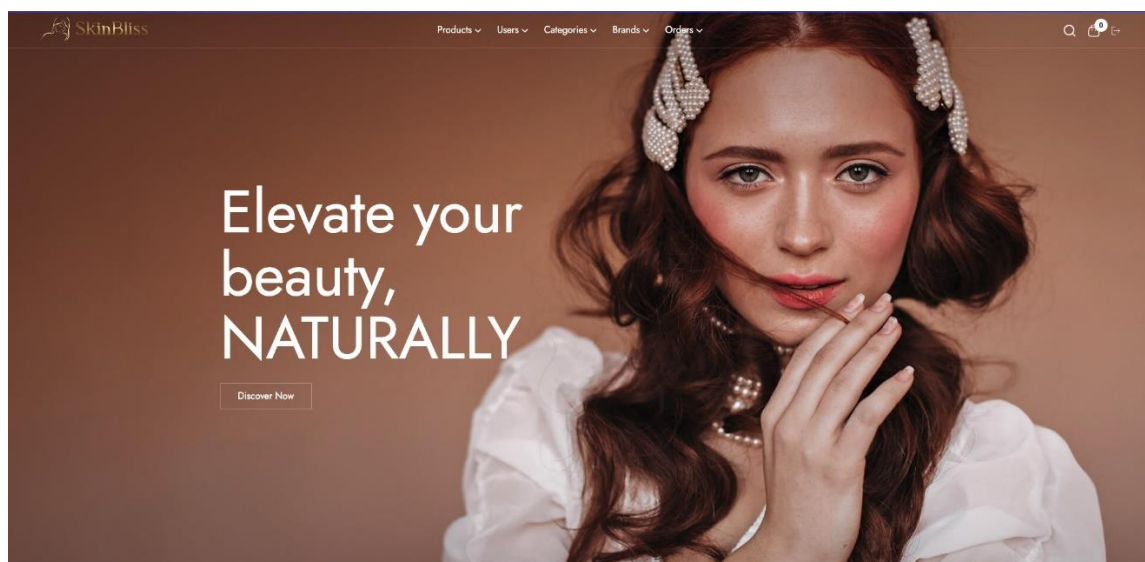 SkinBliss
Products Users Categories Brands Orders
0
Elevate your
beauty,
NATURALLY
Discover Now